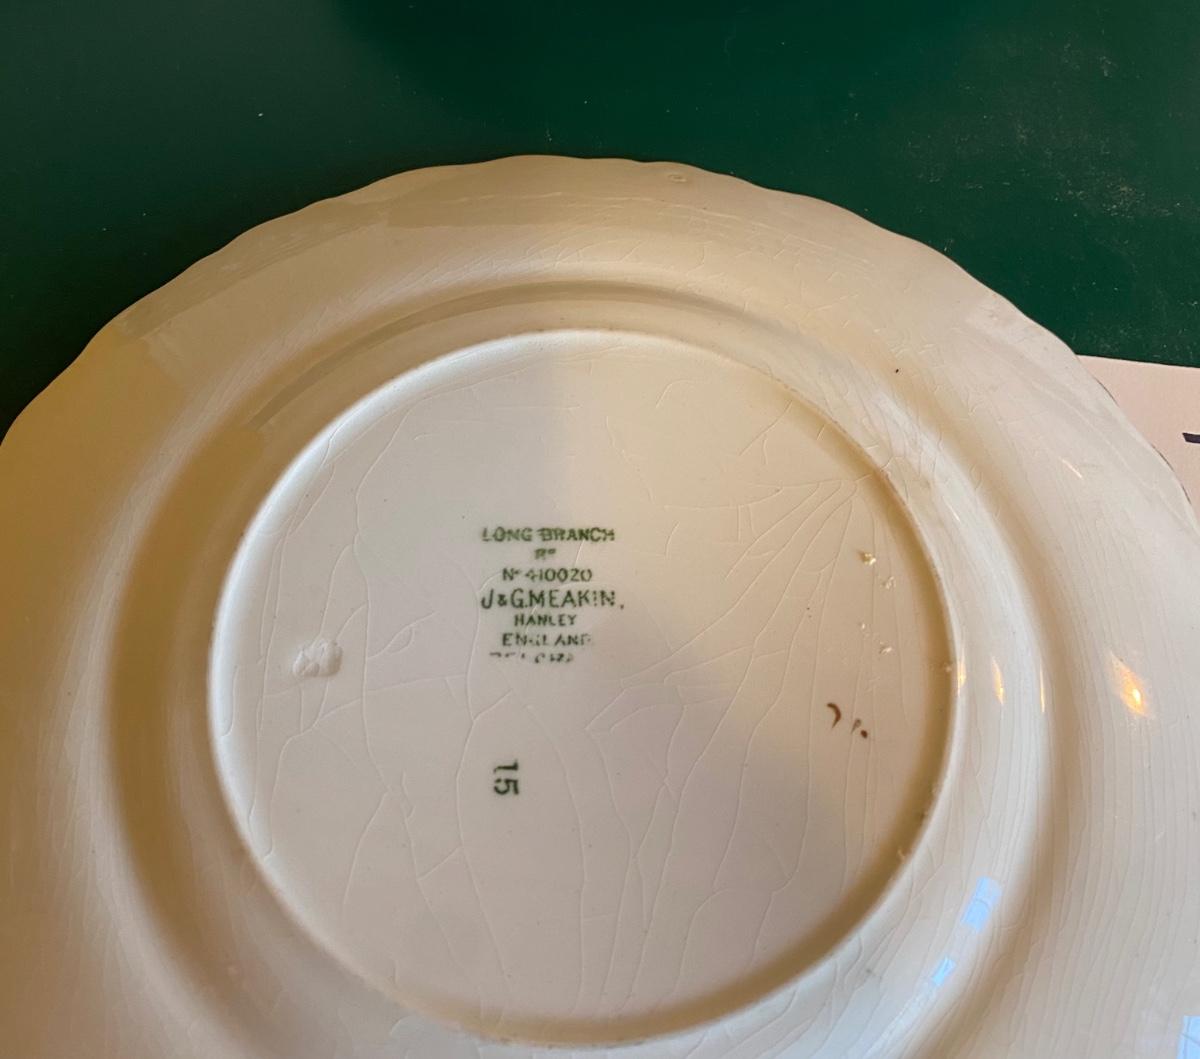 LONG BRANCH
Rᴰ
Nº 410020
J & G. MEAKIN,
HANLEY
ENGLAND
15